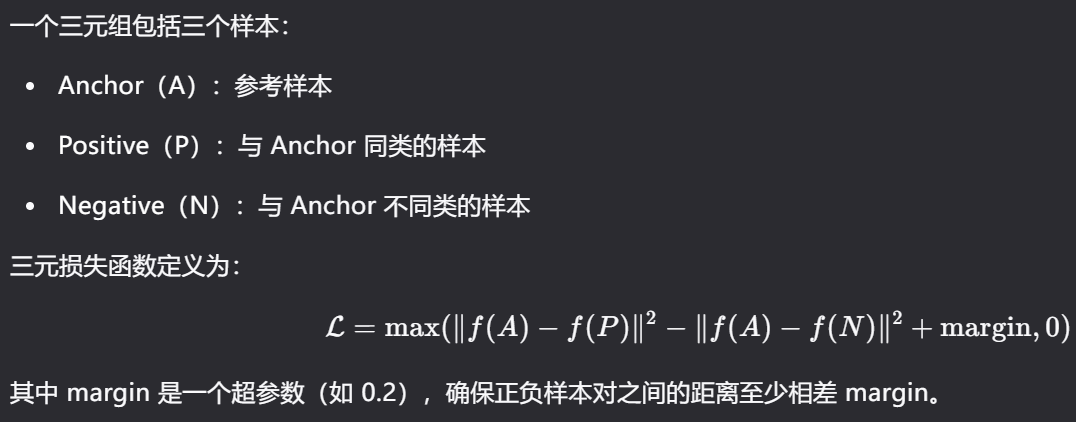 一个三元组包括三个样本：
• Anchor（A）：参考样本
• Positive（P）：与 Anchor 同类的样本
• Negative（N）：与 Anchor 不同类的样本
三元损失函数定义为：
ℒ = max(‖f(A) − f(P)‖² − ‖f(A) − f(N)‖² + margin, 0)
其中 margin 是一个超参数（如 0.2），确保正负样本对之间的距离至少相差 margin。